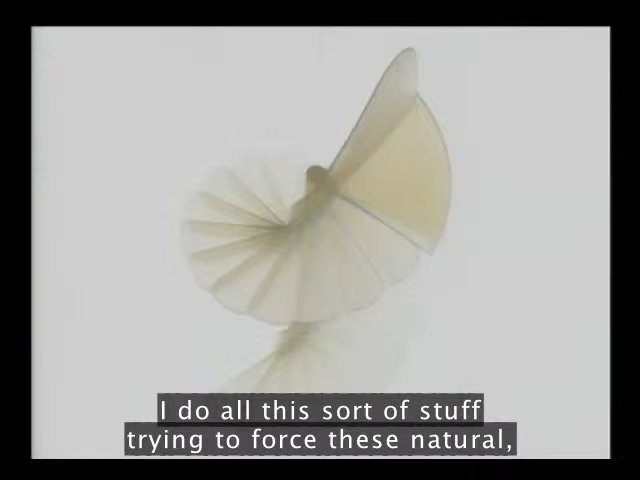 I do all this sort of stuff
trying to force these natural,